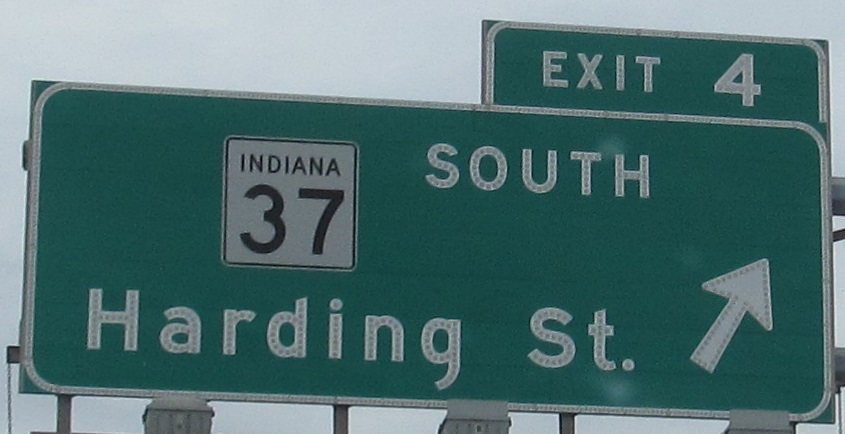 EXIT 4
INDIANA
37
SOUTH
Harding St.